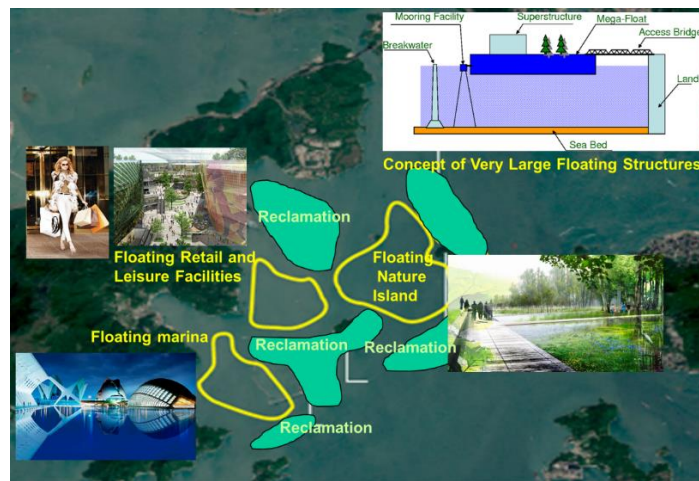 Mooring Facility
Superstructure
Mega-Float
Access Bridge
Breakwater
Land
Sea Bed
Concept of Very Large Floating Structures
Reclamation
Floating Retail and
Leisure Facilities
Floating
Nature
Island
Floating marina
Reclamation
Reclamation
Reclamation